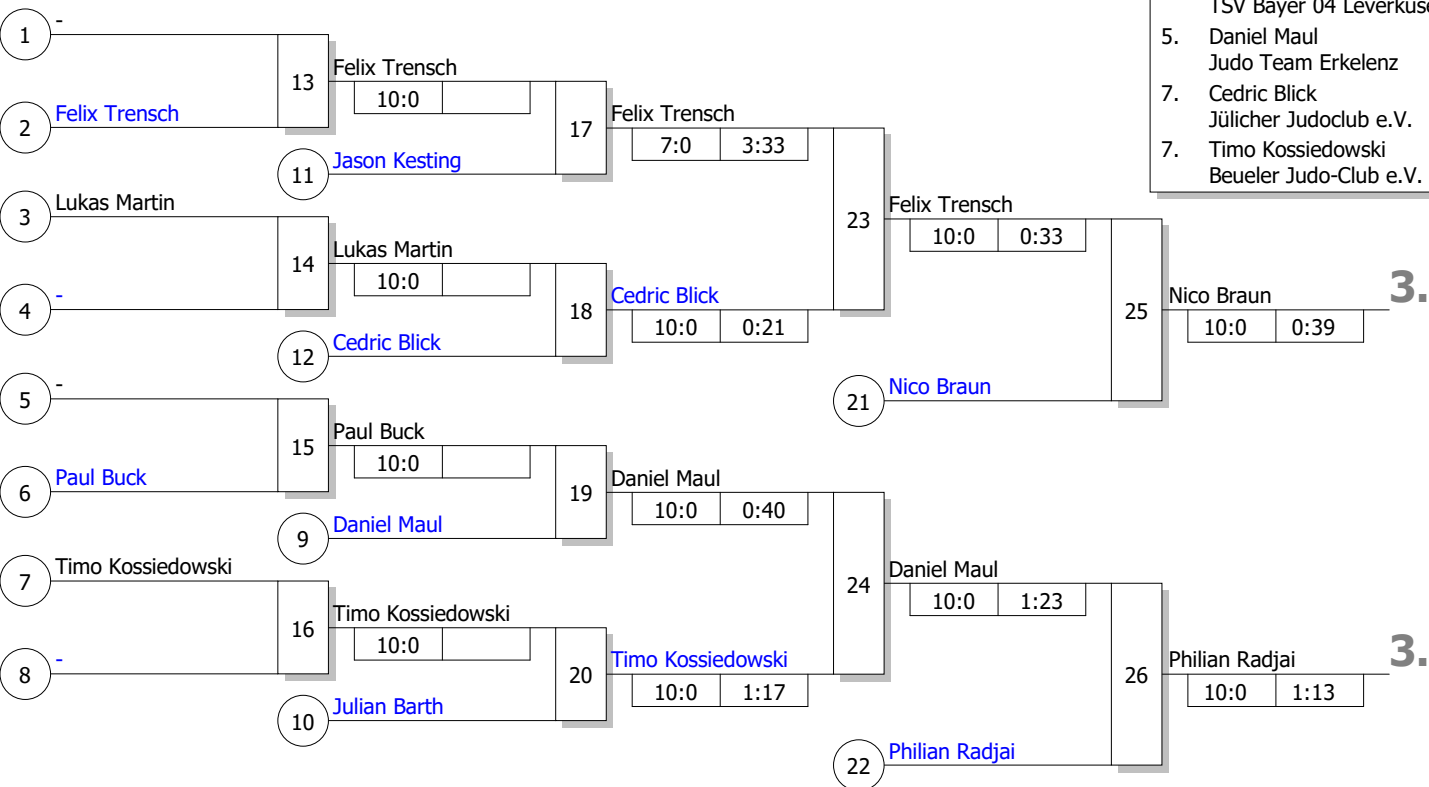 TSV Bayer 04
5. Daniel Maul
Judo Team Erkelenz
7. Cedric Blick
Jülicher Judoclub e.V.
7. Timo Kossiedowski
Beueler Judo-Club e.V.
1 -
13 Felix Trensch
10:0
2 Felix Trensch
17 Felix Trensch
7:0 3:33
11 Jason Kesting
3 Lukas Martin
23 Felix Trensch
10:0 0:33
14 Lukas Martin
10:0
4 -
18 Cedric Blick
10:0 0:21
12 Cedric Blick
25 Nico Braun 3.
10:0 0:39
5 -
21 Nico Braun
15 Paul Buck
10:0
6 Paul Buck
19 Daniel Maul
10:0 0:40
9 Daniel Maul
7 Timo Kossiedowski
24 Daniel Maul
10:0 1:23
16 Timo Kossiedowski
10:0
8 -
20 Timo Kossiedowski
10:0 1:17
10 Julian Barth
26 Philian Radjai 3.
10:0 1:13
22 Philian Radjai